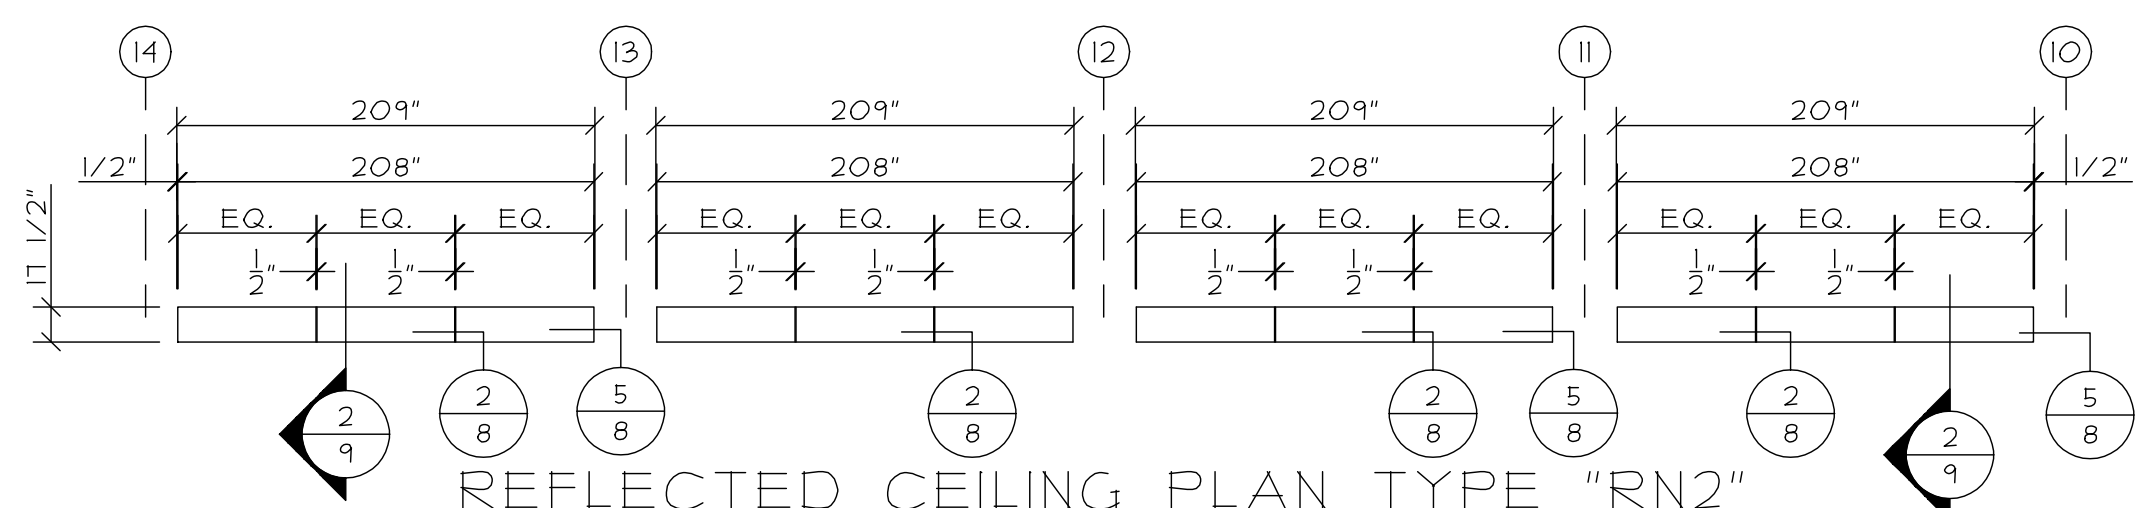 14 13 12 11 10
209" 209" 209" 209"
1/2" 208" 208" 208" 208" 1/2"
17 1/2"
EQ. EQ. EQ. EQ. EQ. EQ. EQ. EQ. EQ. EQ. EQ. EQ.
1/2" 1/2" 1/2" 1/2" 1/2" 1/2" 1/2" 1/2"
2/9 2/8 5/8 2/8 2/8 5/8 2/8 2/9 5/8
REFLECTED CEILING PLAN TYPE "RN2"